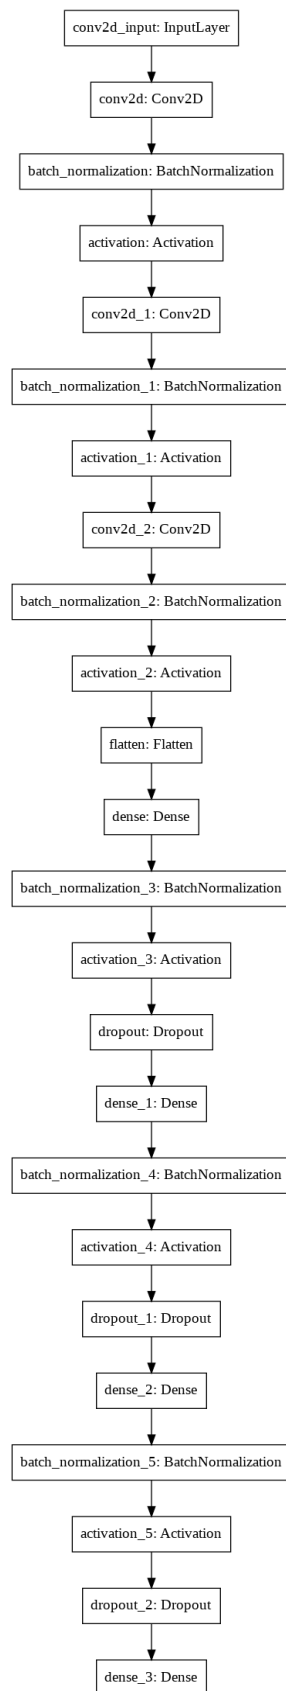 conv2d_input: InputLayer
conv2d: Conv2D
batch_normalization: BatchNormalization
activation: Activation
conv2d_1: Conv2D
batch_normalization_1: BatchNormalization
activation_1: Activation
conv2d_2: Conv2D
batch_normalization_2: BatchNormalization
activation_2: Activation
flatten: Flatten
dense: Dense
batch_normalization_3: BatchNormalization
activation_3: Activation
dropout: Dropout
dense_1: Dense
batch_normalization_4: BatchNormalization
activation_4: Activation
dropout_1: Dropout
dense_2: Dense
batch_normalization_5: BatchNormalization
activation_5: Activation
dropout_2: Dropout
dense_3: Dense